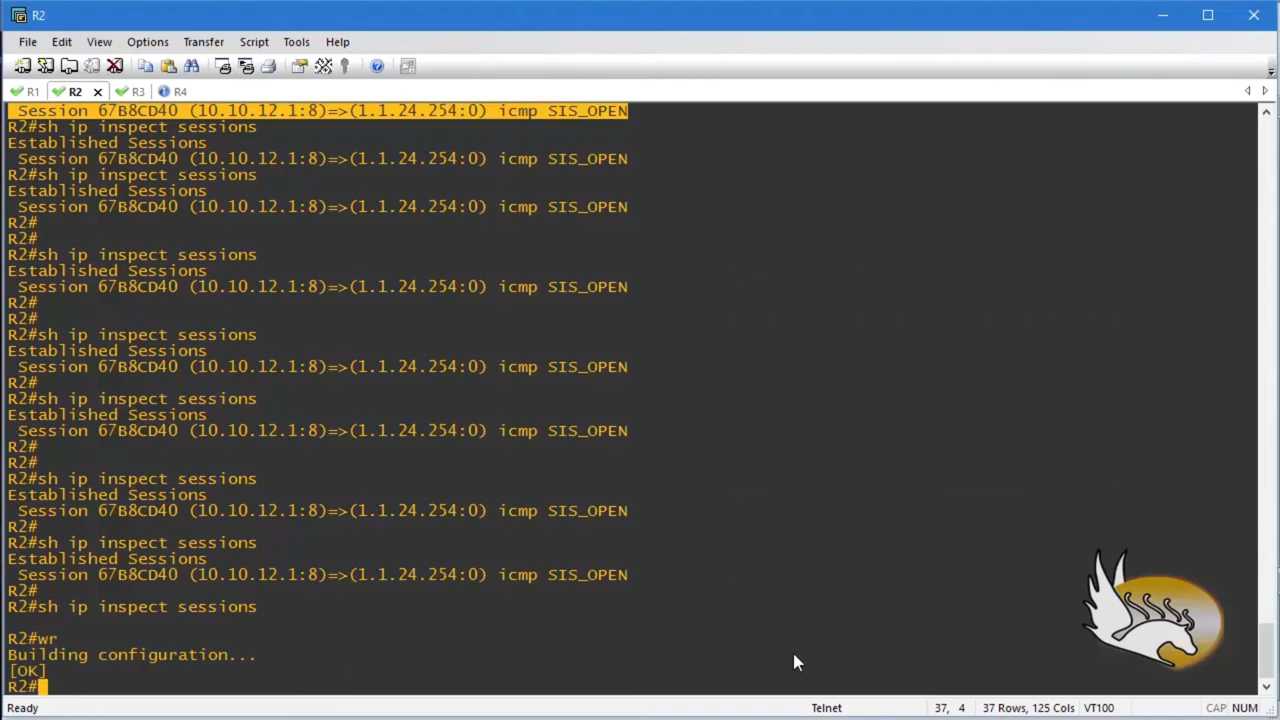 R2
File Edit View Options Transfer Script Tools Help
R1 R2 R3 R4
Session 67B8CD40 (10.10.12.1:8)=>(1.1.24.254:0) icmp SIS_OPEN
R2#sh ip inspect sessions
Established Sessions
Session 67B8CD40 (10.10.12.1:8)=>(1.1.24.254:0) icmp SIS_OPEN
R2#sh ip inspect sessions
Established Sessions
Session 67B8CD40 (10.10.12.1:8)=>(1.1.24.254:0) icmp SIS_OPEN
R2#
R2#
R2#sh ip inspect sessions
Established Sessions
Session 67B8CD40 (10.10.12.1:8)=>(1.1.24.254:0) icmp SIS_OPEN
R2#
R2#
R2#sh ip inspect sessions
Established Sessions
Session 67B8CD40 (10.10.12.1:8)=>(1.1.24.254:0) icmp SIS_OPEN
R2#
R2#sh ip inspect sessions
Established Sessions
Session 67B8CD40 (10.10.12.1:8)=>(1.1.24.254:0) icmp SIS_OPEN
R2#
R2#
R2#sh ip inspect sessions
Established Sessions
Session 67B8CD40 (10.10.12.1:8)=>(1.1.24.254:0) icmp SIS_OPEN
R2#
R2#sh ip inspect sessions
Established Sessions
Session 67B8CD40 (10.10.12.1:8)=>(1.1.24.254:0) icmp SIS_OPEN
R2#
R2#sh ip inspect sessions
R2#wr
Building configuration...
[OK]
R2#
Ready Telnet 37, 4 37 Rows, 125 Cols VT100 CAP NUM